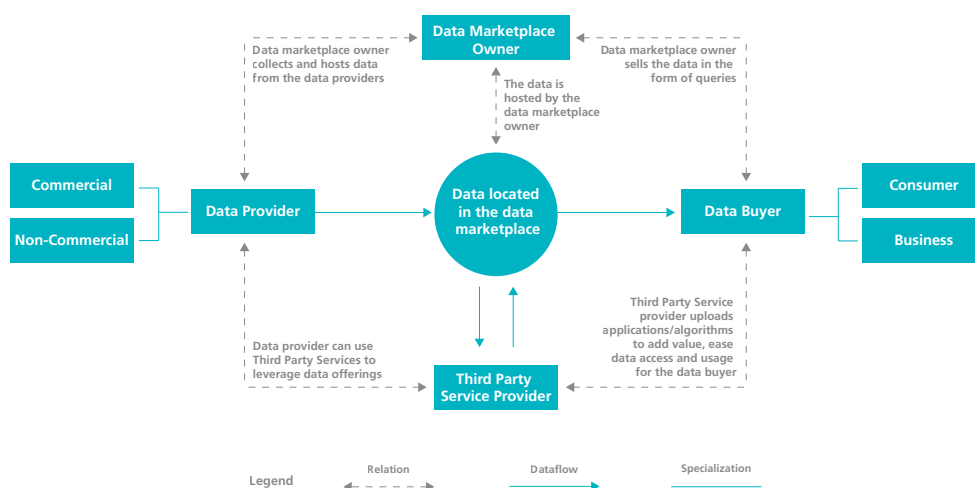 Data Marketplace
Owner
Data marketplace owner
collects and hosts data
from the data providers
Data marketplace owner
sells the data in the
form of queries
The data is
hosted by the
data marketplace
owner
Commercial
Non-Commercial
Data Provider
Data located
in the data
marketplace
Data Buyer
Consumer
Business
Data provider can use
Third Party Services to
leverage data offerings
Third Party Service
provider uploads
applications/algorithms
to add value, ease
data access and usage
for the data buyer
Third Party
Service Provider
Legend
Relation
Dataflow
Specialization